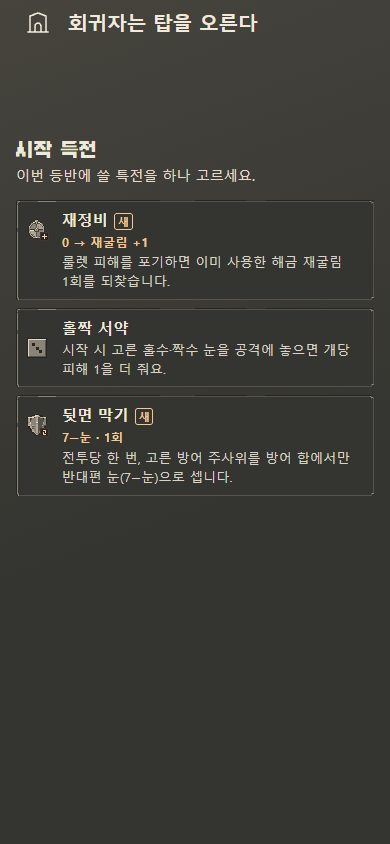 회귀자는 탑을 오른다
시작 특전
이번 등반에 쓸 특전을 하나 고르세요.
재정비 새
0 → 재굴림 +1
룰렛 피해를 포기하면 이미 사용한 해금 재굴림
1회를 되찾습니다.
홀짝 서약
시작 시 고른 홀수·짝수 눈을 공격에 놓으면 개당
피해 1을 더 줘요.
뒷면 막기 새
7−눈 · 1회
전투당 한 번, 고른 방어 주사위를 방어 합에서만
반대편 눈(7−눈)으로 셉니다.